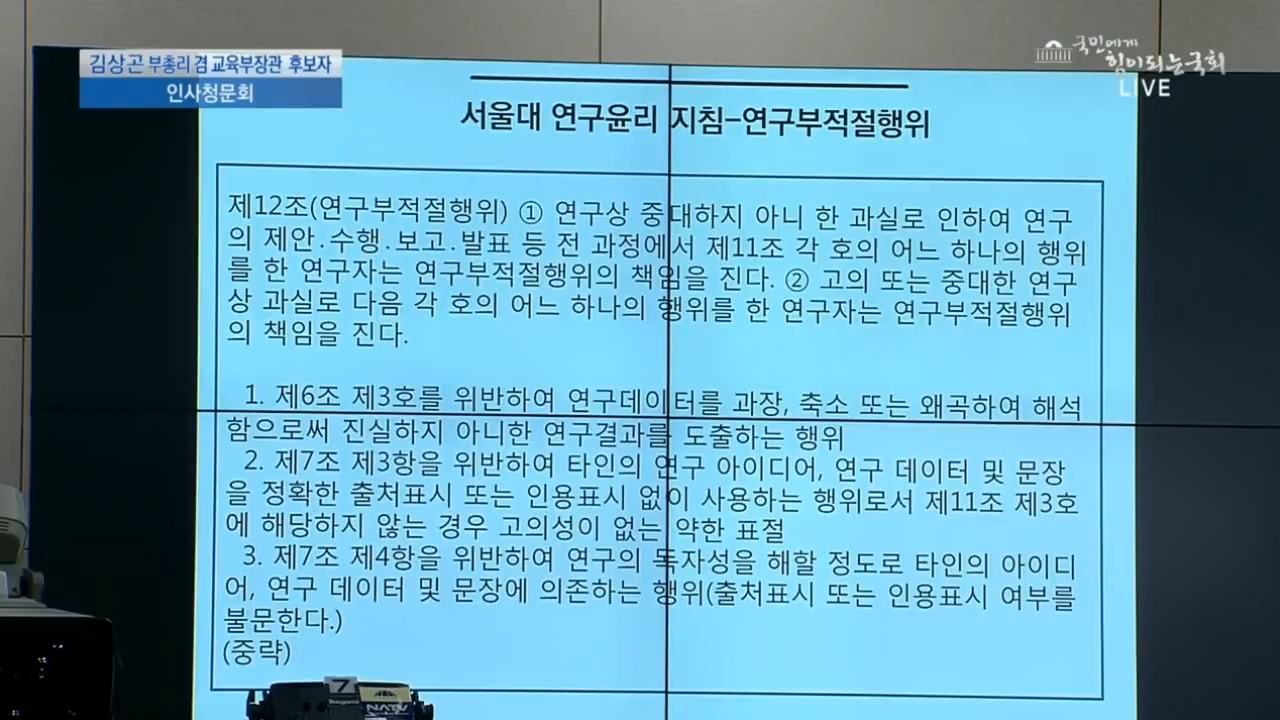 김상곤 부총리 겸 교육부장관 후보자
인사청문회
국민에게
힘이되는국회
LIVE
서울대 연구윤리 지침-연구부적절행위
제12조(연구부적절행위) ① 연구상 중대하지 아니 한 과실로 인하여 연구
의 제안.수행.보고.발표 등 전 과정에서 제11조 각 호의 어느 하나의 행위
를 한 연구자는 연구부적절행위의 책임을 진다. ② 고의 또는 중대한 연구
상 과실로 다음 각 호의 어느 하나의 행위를 한 연구자는 연구부적절행위
의 책임을 진다.
1. 제6조 제3호를 위반하여 연구데이터를 과장, 축소 또는 왜곡하여 해석
함으로써 진실하지 아니한 연구결과를 도출하는 행위
2. 제7조 제3항을 위반하여 타인의 연구 아이디어, 연구 데이터 및 문장
을 정확한 출처표시 또는 인용표시 없이 사용하는 행위로서 제11조 제3호
에 해당하지 않는 경우 고의성이 없는 약한 표절
3. 제7조 제4항을 위반하여 연구의 독자성을 해할 정도로 타인의 아이디
어, 연구 데이터 및 문장에 의존하는 행위(출처표시 또는 인용표시 여부를
불문한다.)
(중략)
7
NATV